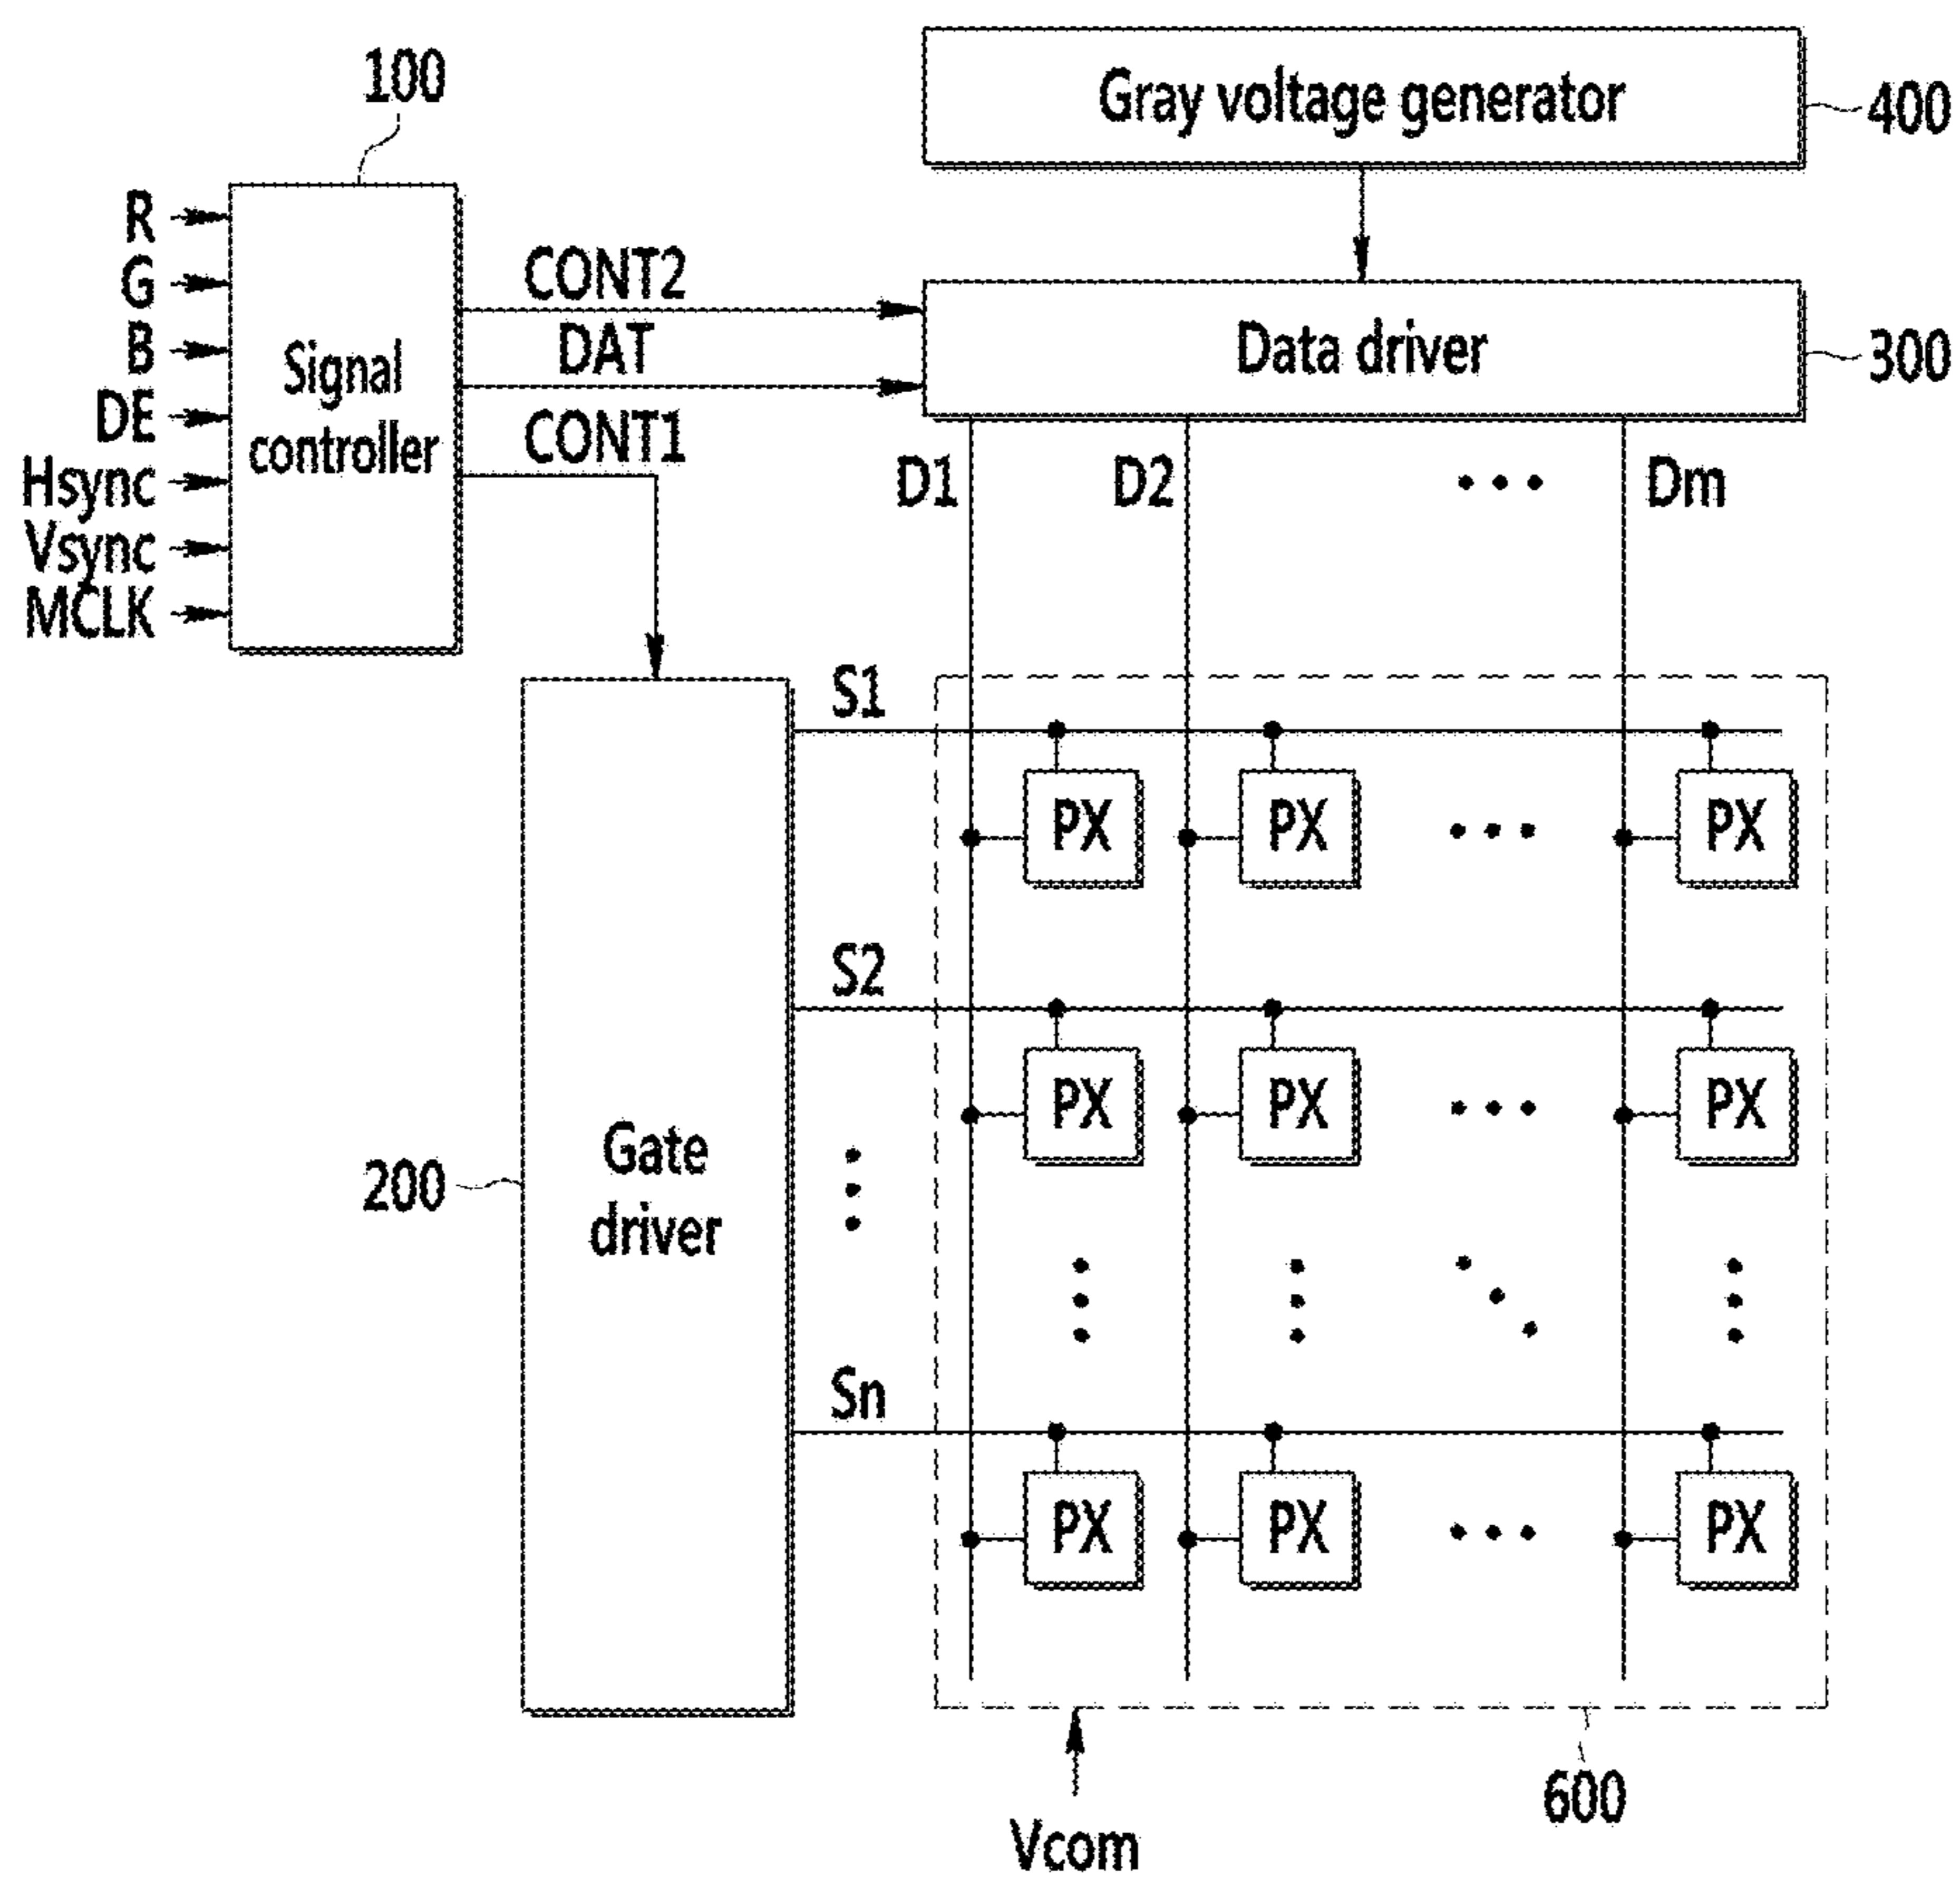 100
Gray voltage generator
400
R
G
B
DE
Hsync
Vsync
MCLK
Signal
controller
CONT2
DAT
CONT1
Data driver
300
D1
D2
Dm
S1
PX
PX
PX
S2
PX
PX
PX
Gate
driver
200
Sn
PX
PX
PX
Vcom
600